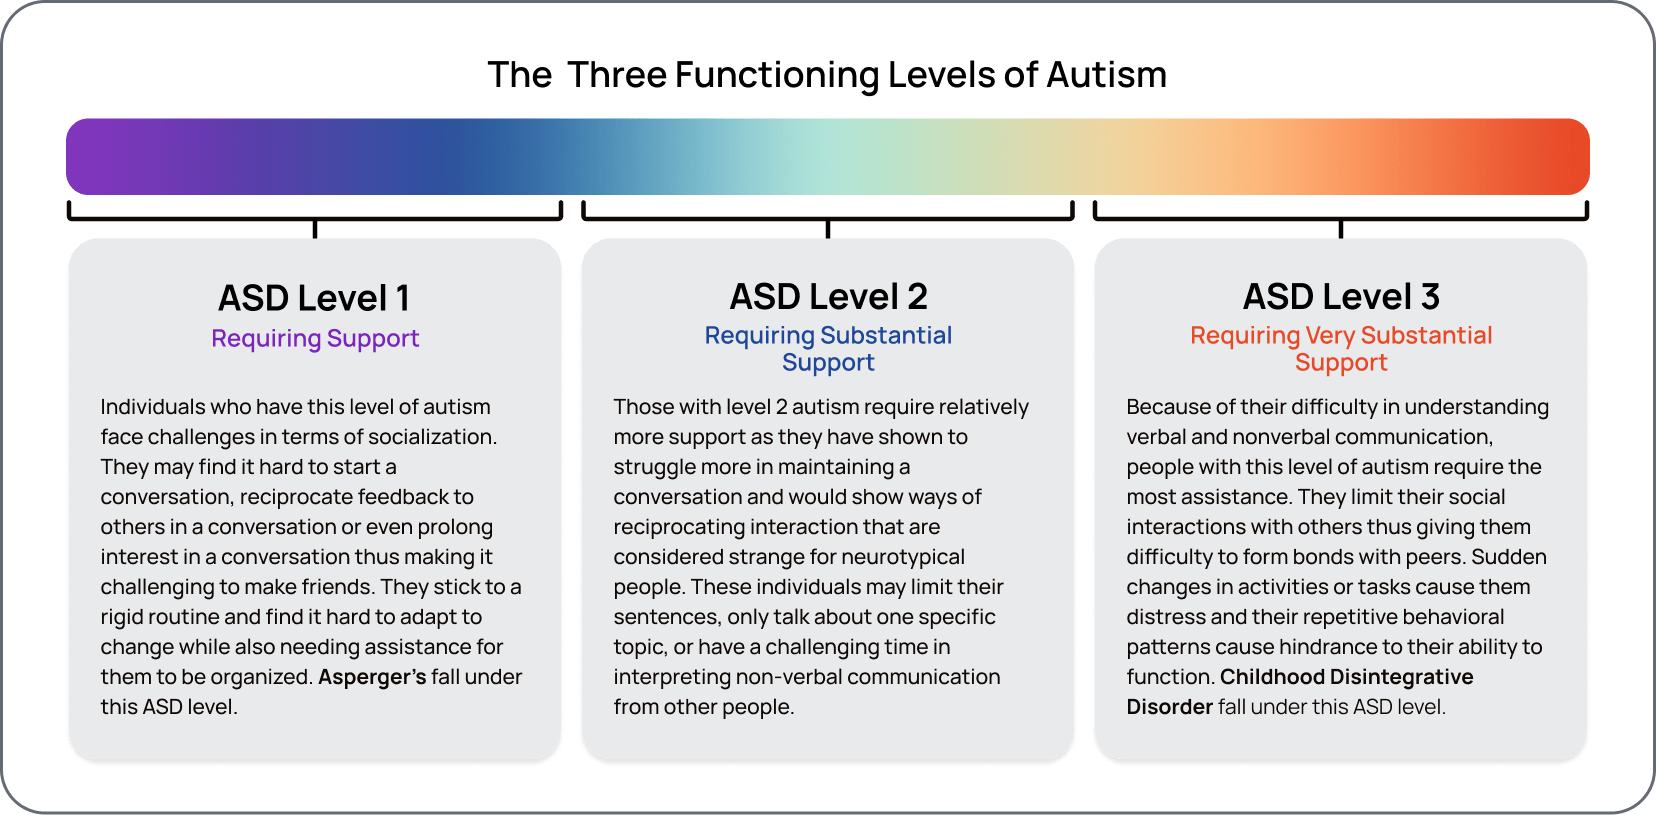 The Three Functioning Levels of Autism
ASD Level 1
Requiring Support
Individuals who have this level of autism
face challenges in terms of socialization.
They may find it hard to start a
conversation, reciprocate feedback to
others in a conversation or even prolong
interest in a conversation thus making it
challenging to make friends. They stick to a
rigid routine and find it hard to adapt to
change while also needing assistance for
them to be organized. Asperger's fall under
this ASD level.
ASD Level 2
Requiring Substantial
Support
Those with level 2 autism require relatively
more support as they have shown to
struggle more in maintaining a
conversation and would show ways of
reciprocating interaction that are
considered strange for neurotypical
people. These individuals may limit their
sentences, only talk about one specific
topic, or have a challenging time in
interpreting non-verbal communication
from other people.
ASD Level 3
Requiring Very Substantial
Support
Because of their difficulty in understanding
verbal and nonverbal communication,
people with this level of autism require the
most assistance. They limit their social
interactions with others thus giving them
difficulty to form bonds with peers. Sudden
changes in activities or tasks cause them
distress and their repetitive behavioral
patterns cause hindrance to their ability to
function. Childhood Disintegrative
Disorder fall under this ASD level.